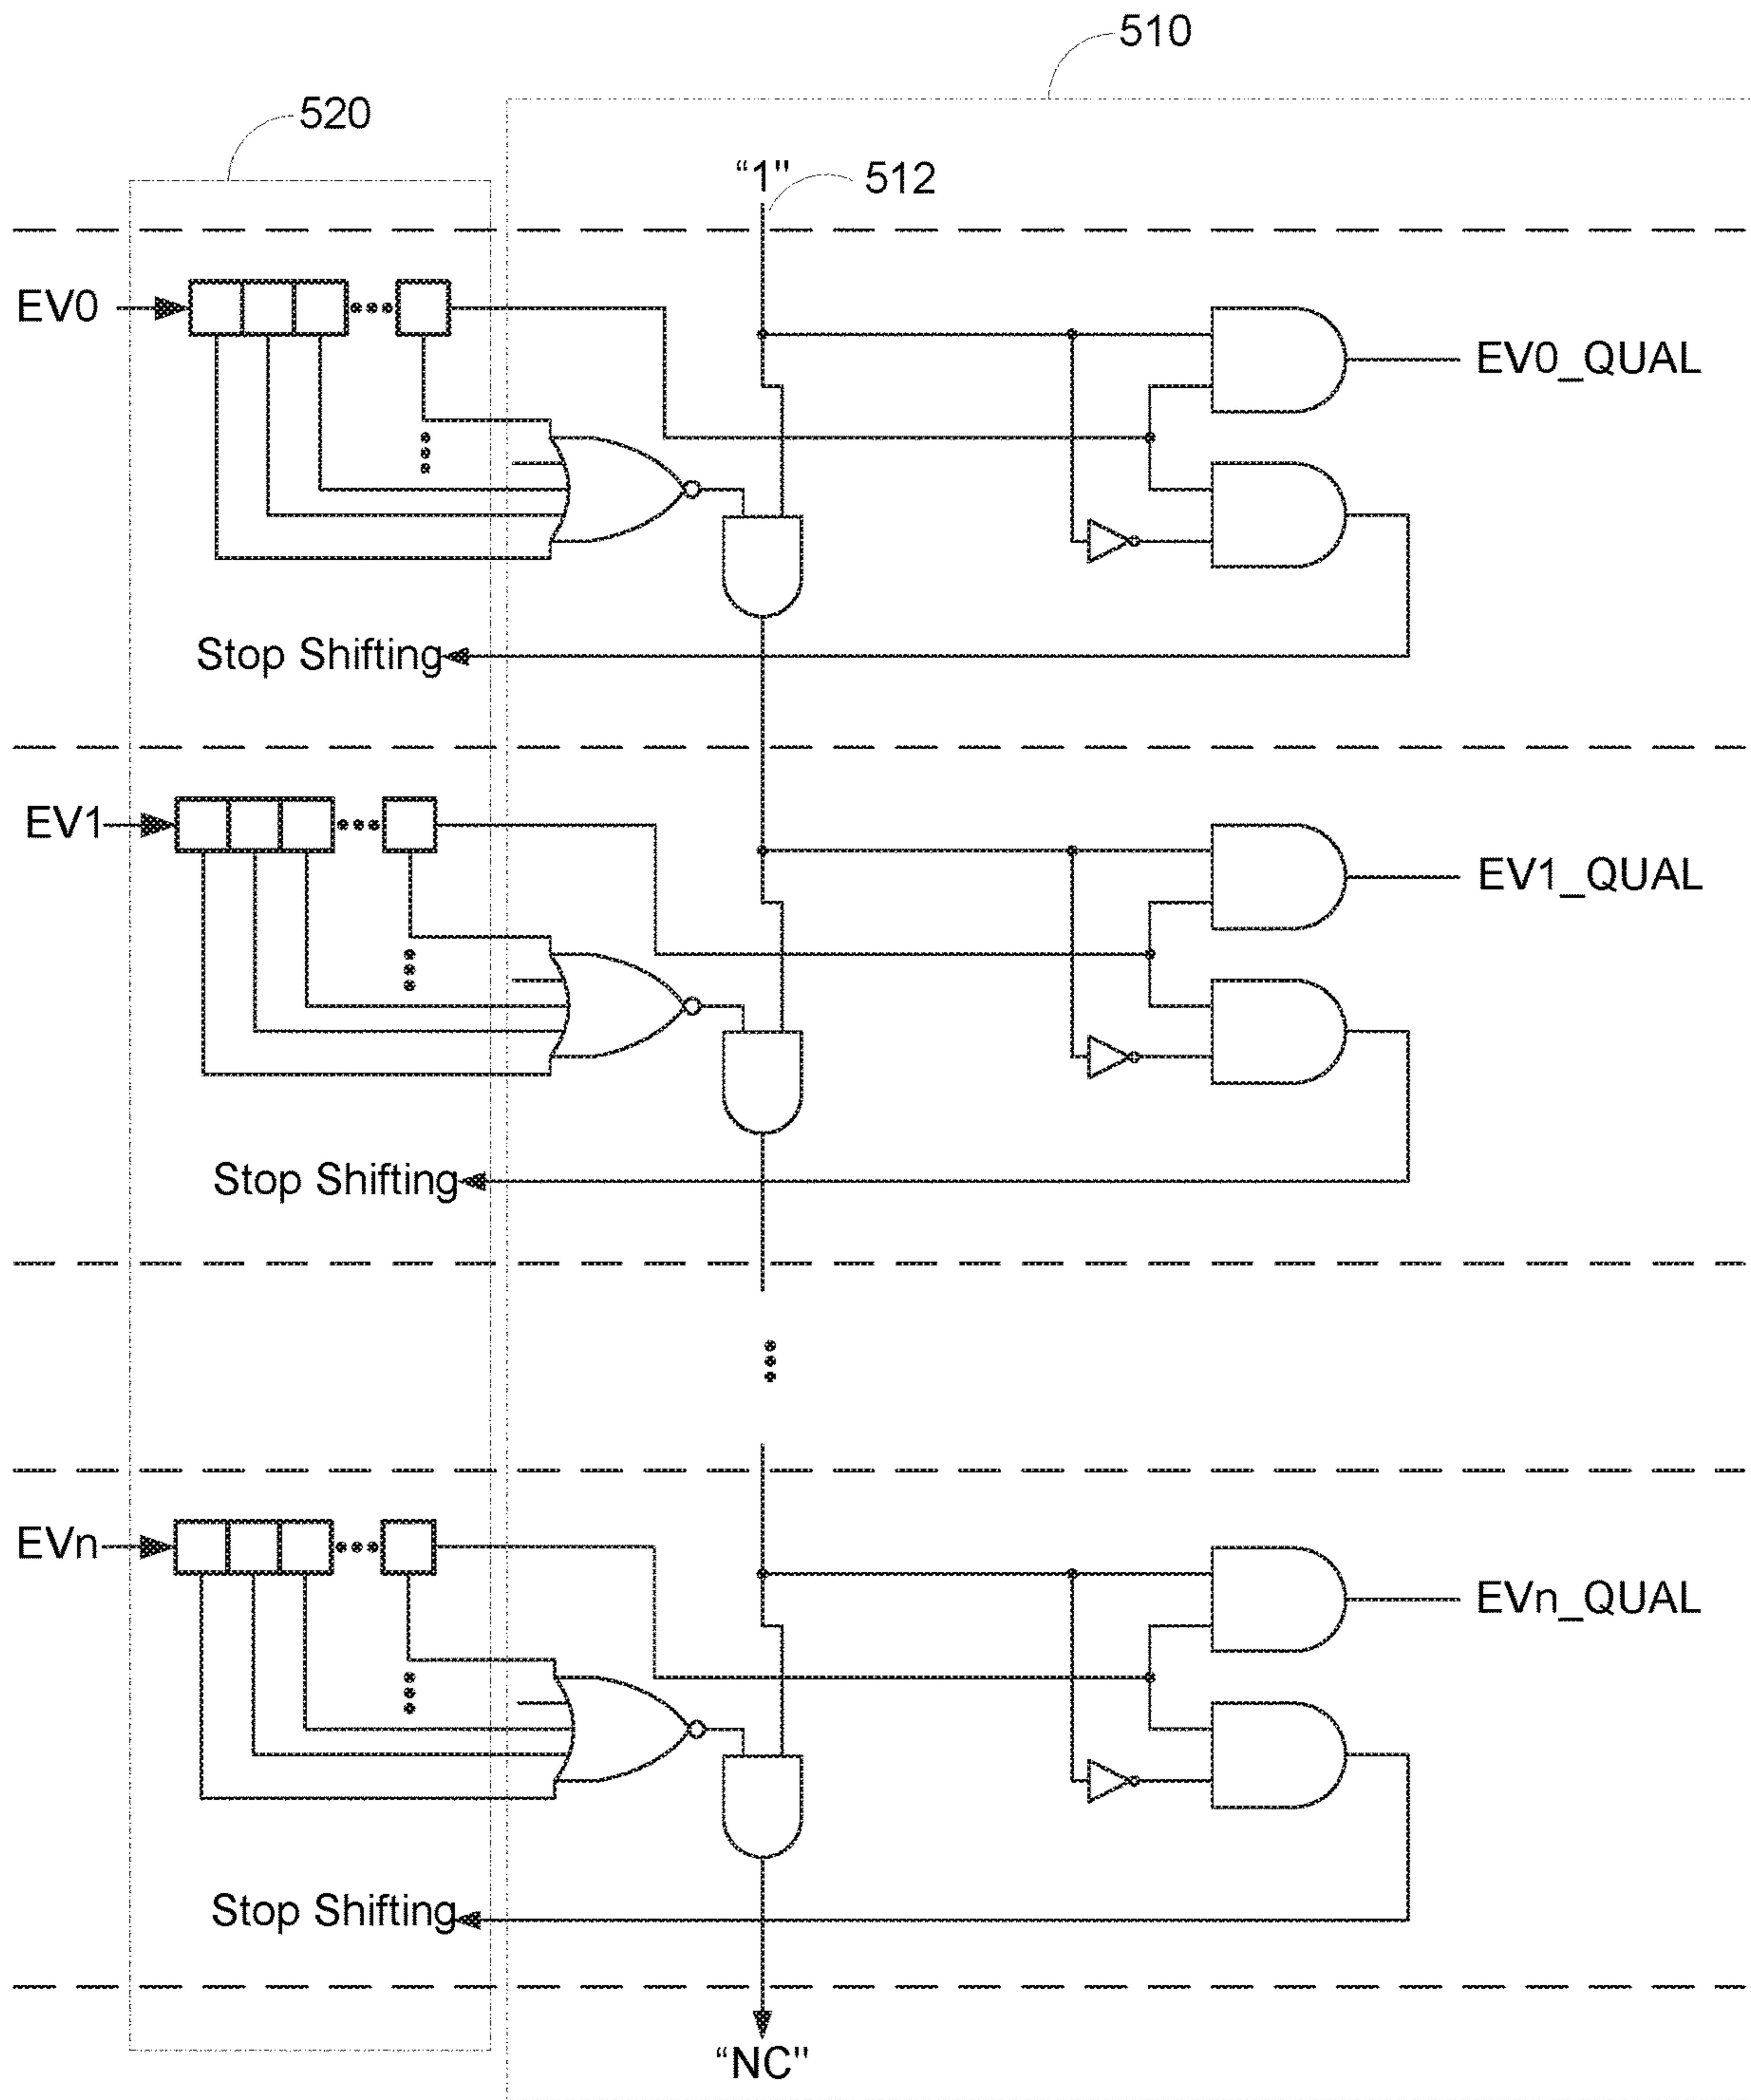 510
520
“1”
512
EV0
EV0_QUAL
Stop Shifting
EV1
EV1_QUAL
Stop Shifting
EVn
EVn_QUAL
Stop Shifting
“NC”